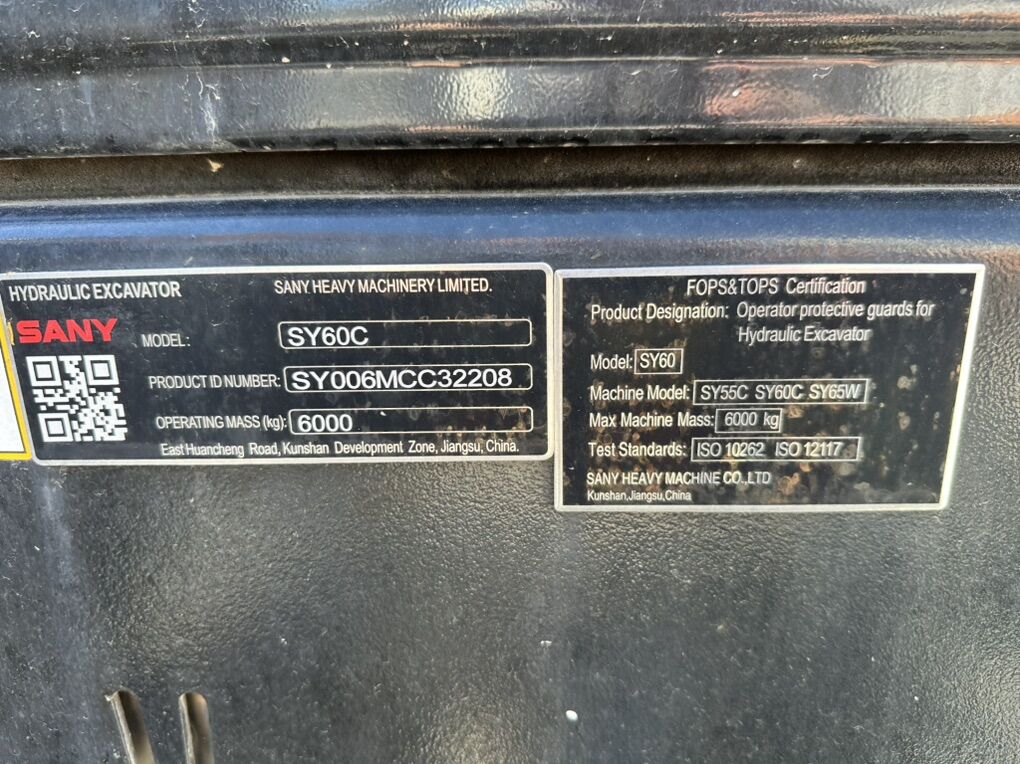 HYDRAULIC EXCAVATOR SANY HEAVY MACHINERY LIMITED.
SANY
MODEL: SY60C
PRODUCT ID NUMBER: SY006MCC32208
OPERATING MASS (kg): 6000
East Huancheng Road, Kunshan Development Zone, Jiangsu, China.
FOPS&TOPS Certification
Product Designation: Operator protective guards for
Hydraulic Excavator
Model: SY60
Machine Model: SY55C SY60C SY65W
Max Machine Mass: 6000 kg
Test Standards: ISO 10262 ISO 12117
SANY HEAVY MACHINE CO.,LTD
Kunshan,Jiangsu,China